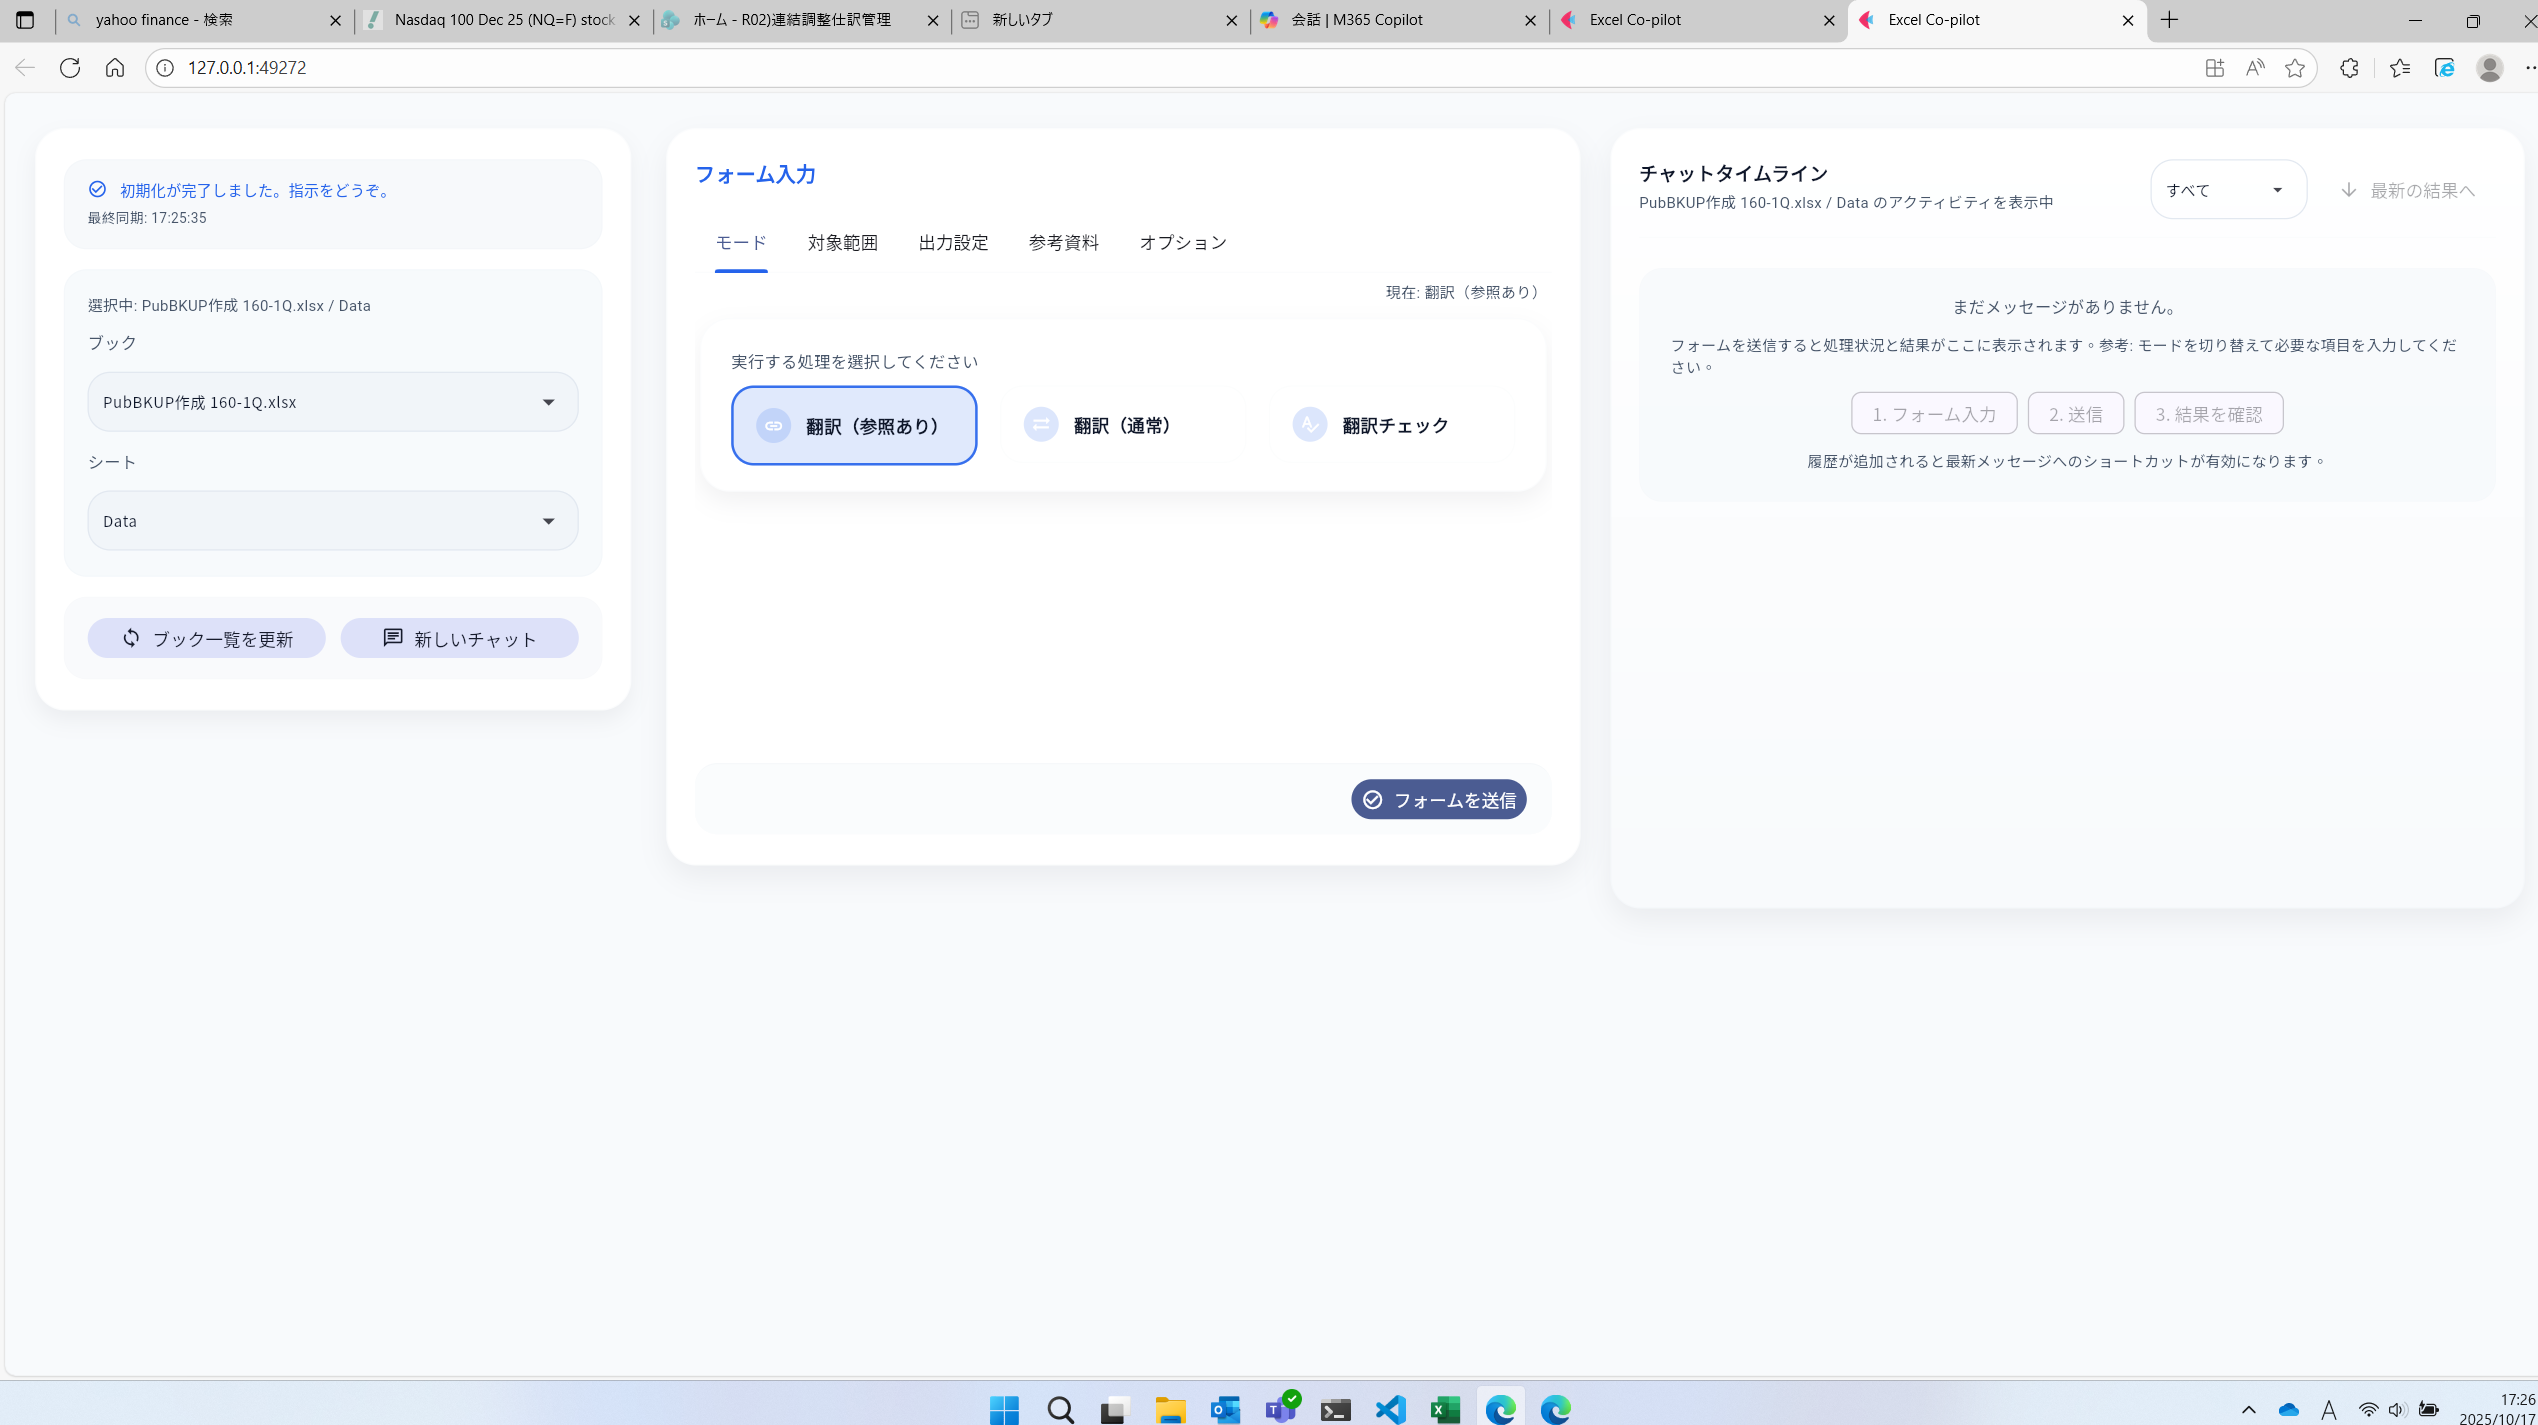 yahoo finance - 検索
Nasdaq 100 Dec 25 (NQ=F) stock
ホーム - R02)連結調整仕訳管理
新しいタブ
会話 | M365 Copilot
Excel Co-pilot
Excel Co-pilot
127.0.0.1:49272
初期化が完了しました。指示をどうぞ。
最終同期: 17:25:35
選択中: PubBKUP作成 160-1Q.xlsx / Data
ブック
PubBKUP作成 160-1Q.xlsx
シート
Data
ブック一覧を更新
新しいチャット
フォーム入力
モード
対象範囲
出力設定
参考資料
オプション
現在: 翻訳（参照あり）
実行する処理を選択してください
翻訳（参照あり）
翻訳（通常）
翻訳チェック
フォームを送信
チャットタイムライン
PubBKUP作成 160-1Q.xlsx / Data のアクティビティを表示中
すべて
最新の結果へ
まだメッセージがありません。
フォームを送信すると処理状況と結果がここに表示されます。参考: モードを切り替えて必要な項目を入力してくだ
さい。
1. フォーム入力
2. 送信
3. 結果を確認
履歴が追加されると最新メッセージへのショートカットが有効になります。
A
17:26
2025/10/17